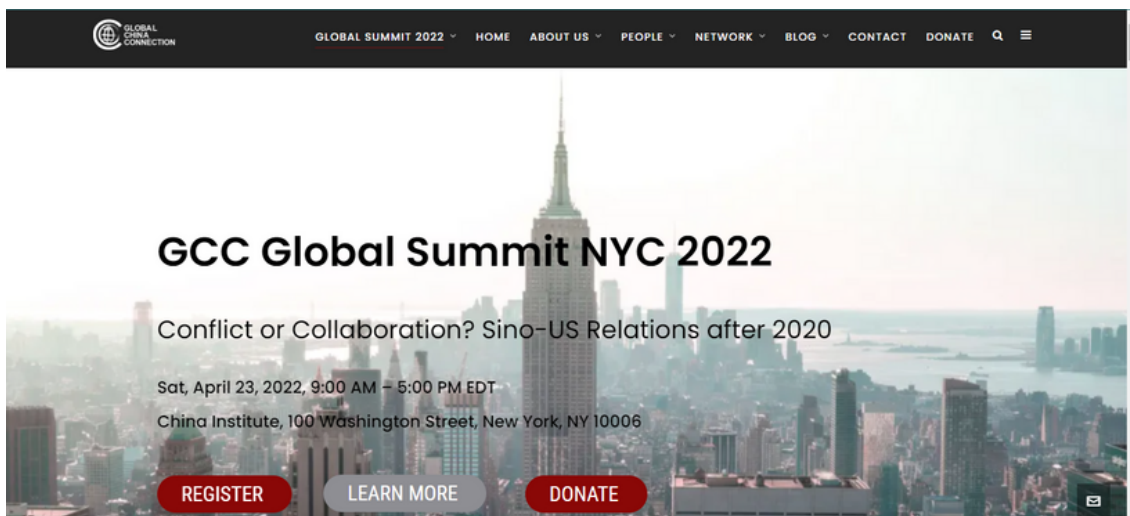 GLOBAL
CHINA
CONNECTION
GLOBAL SUMMIT 2022 HOME ABOUT US PEOPLE NETWORK BLOG CONTACT DONATE
GCC Global Summit NYC 2022
Conflict or Collaboration? Sino-US Relations after 2020
Sat, April 23, 2022, 9:00 AM – 5:00 PM EDT
China Institute, 100 Washington Street, New York, NY 10006
REGISTER LEARN MORE DONATE